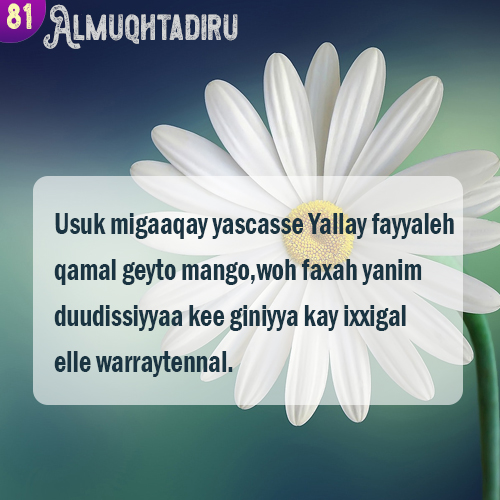 81
ALMUQHTADIRU
Usuk migaaqay yascasse Yallay fayyaleh
qamal geyto mango,woh faxah yanim
duudissiyyaa kee giniyya kay ixxigal
elle warraytennal.